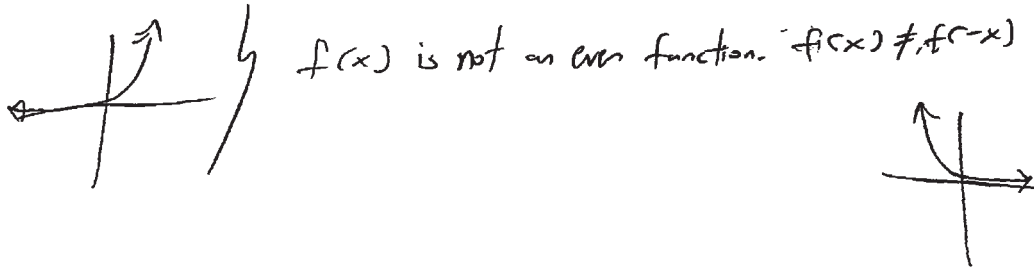 f(x) is not an even function. f(x) ≠ f(-x)